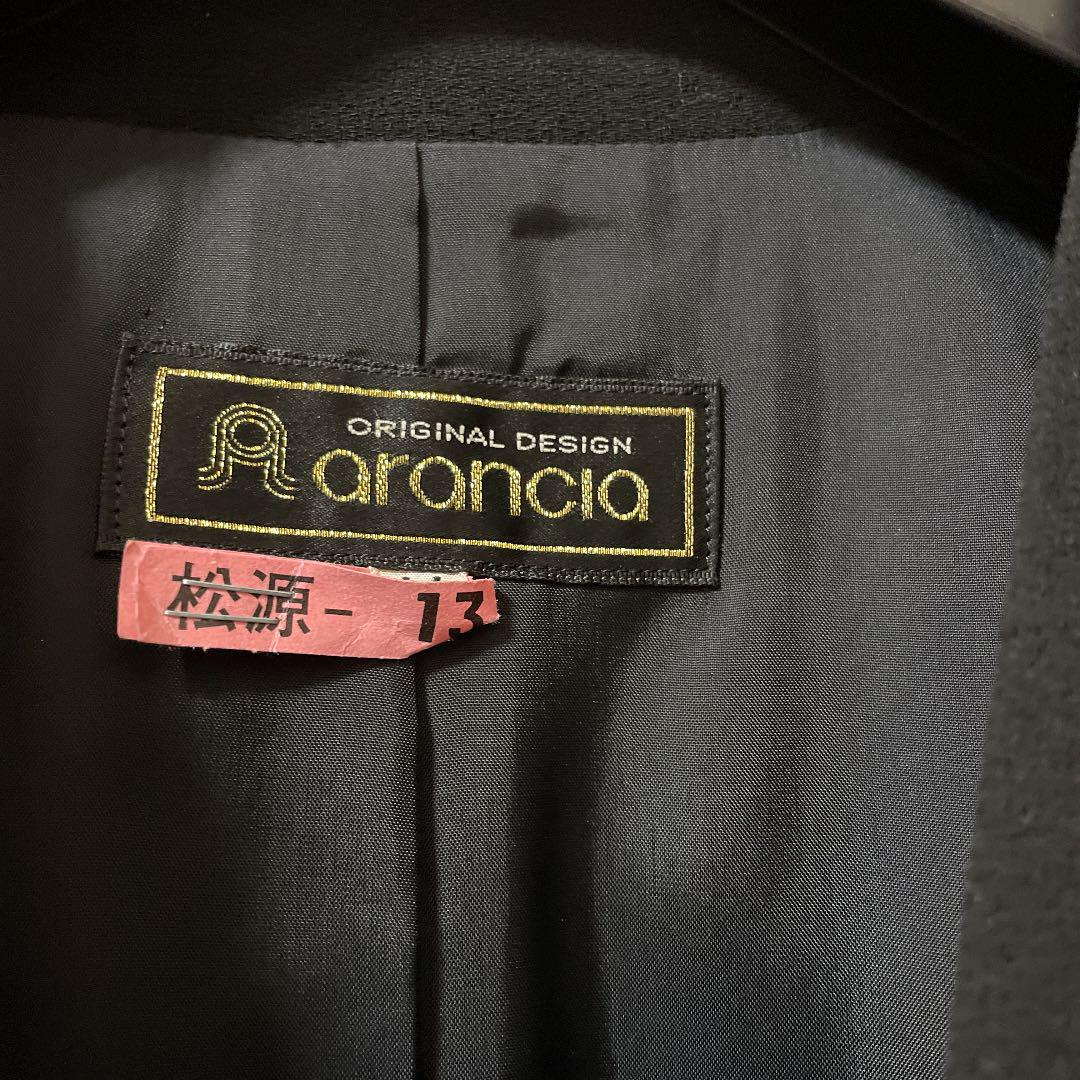 ORIGINAL DESIGN
arancia
松源- 13